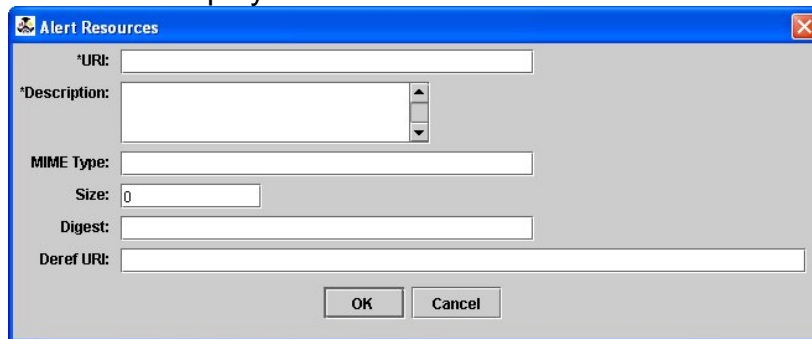 Alert Resources
*URI:
*Description:
MIME Type:
Size: 0
Digest:
Deref URI:
OK Cancel